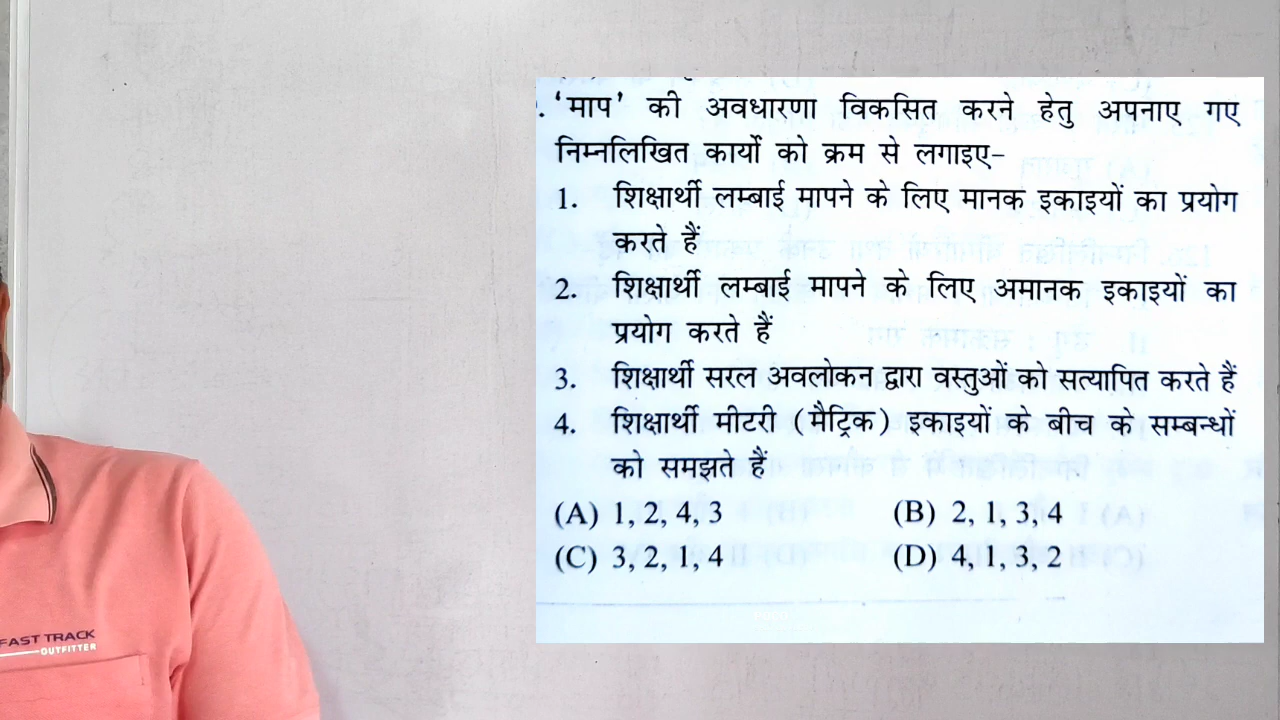 . 'माप' की अवधारणा विकसित करने हेतु अपनाए गए
निम्नलिखित कार्यों को क्रम से लगाइए-
1. शिक्षार्थी लम्बाई मापने के लिए मानक इकाइयों का प्रयोग
करते हैं
2. शिक्षार्थी लम्बाई मापने के लिए अमानक इकाइयों का
प्रयोग करते हैं
3. शिक्षार्थी सरल अवलोकन द्वारा वस्तुओं को सत्यापित करते हैं
4. शिक्षार्थी मीटरी (मैट्रिक) इकाइयों के बीच के सम्बन्धों
को समझते हैं
(A) 1, 2, 4, 3 (B) 2, 1, 3, 4
(C) 3, 2, 1, 4 (D) 4, 1, 3, 2
FAST TRACK
OUTFITTER